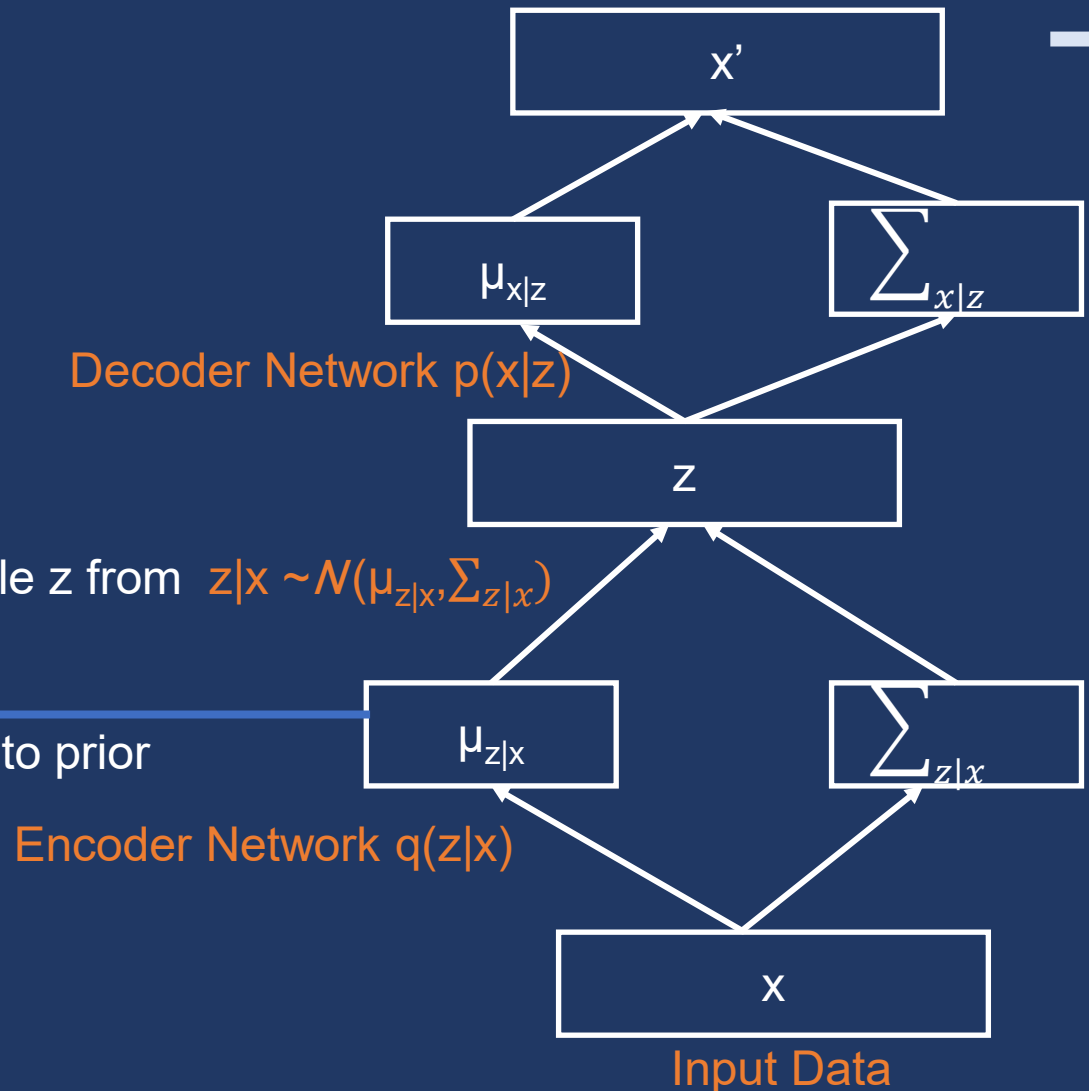 x’
μx|z
∑x|z
Decoder Network p(x|z)
z
le z from z|x ~N(μz|x,∑z|x)
μz|x
∑z|x
to prior
Encoder Network q(z|x)
x
Input Data